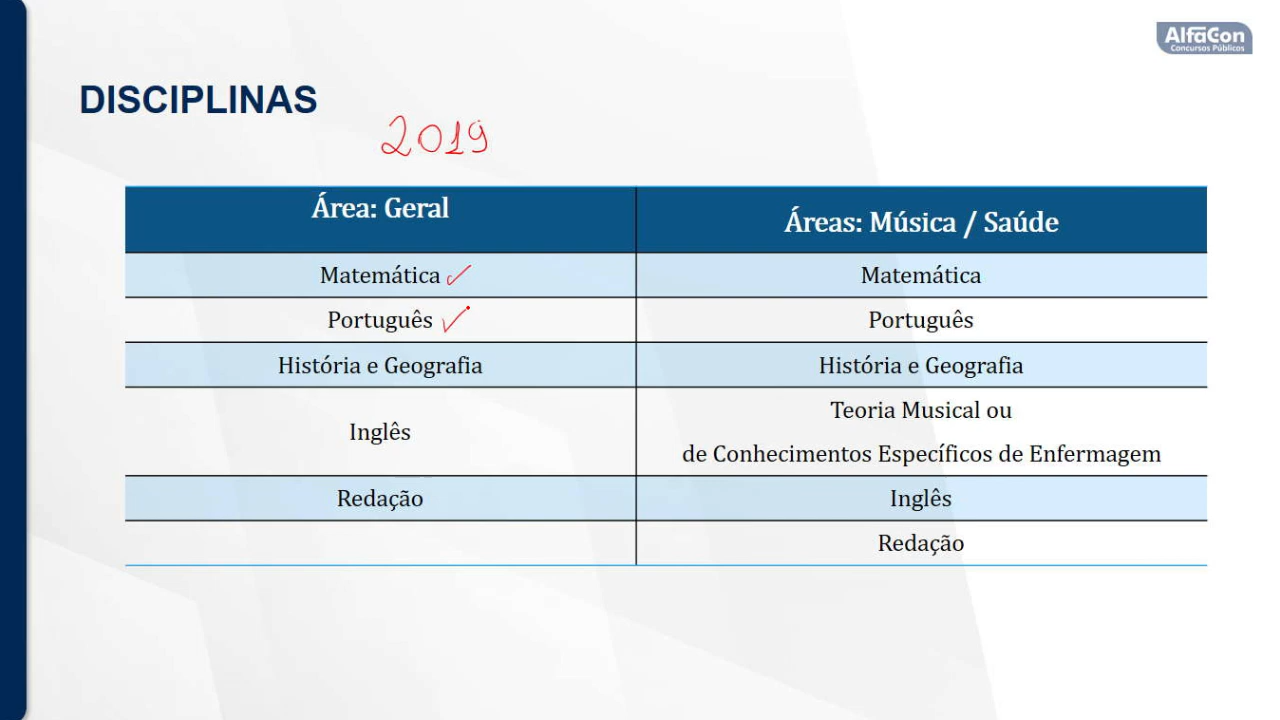 AlfaCon
Concursos Públicos
DISCIPLINAS
2019
Área: Geral
Áreas: Música / Saúde
Matemática
Matemática
Português
Português
História e Geografia
História e Geografia
Inglês
Teoria Musical ou
de Conhecimentos Específicos de Enfermagem
Redação
Inglês
Redação